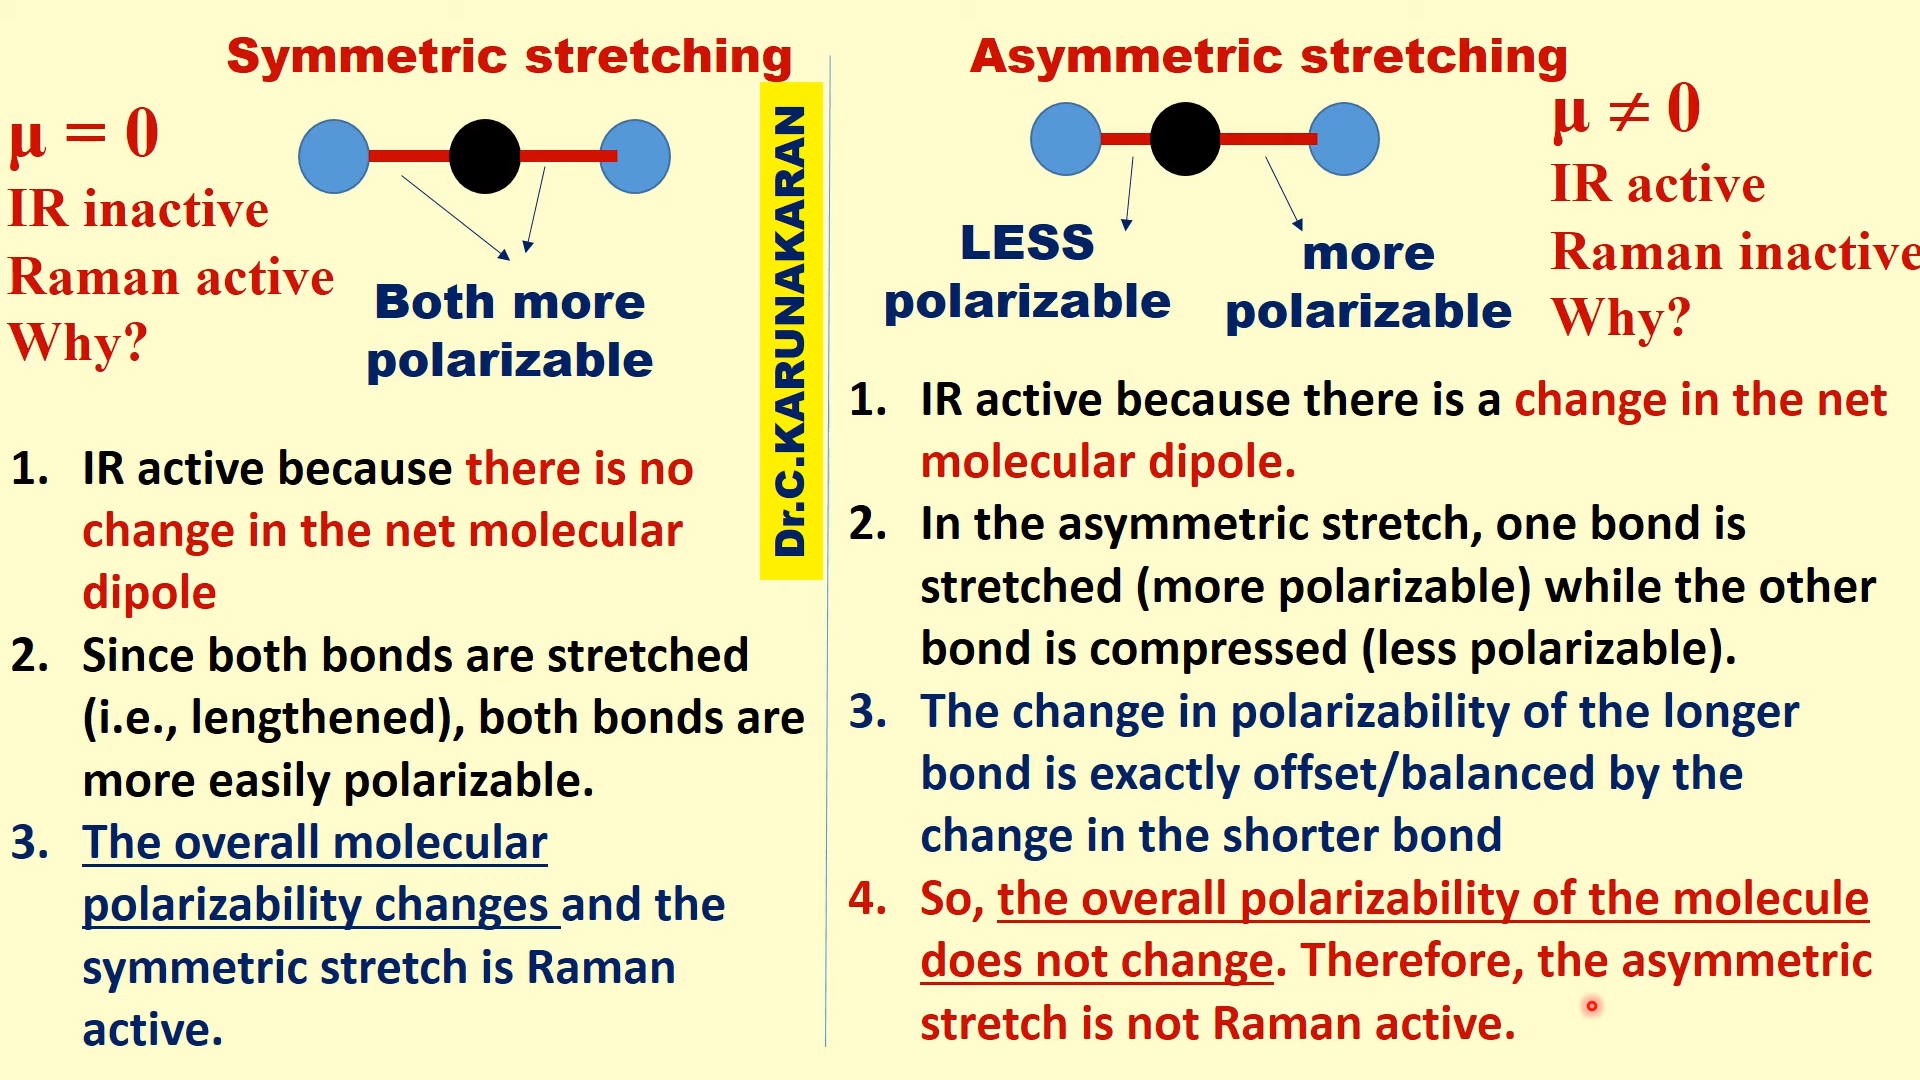 Symmetric stretching
μ = 0
IR inactive
Raman active
Why?
Both more
polarizable
1. IR active because there is no
change in the net molecular
dipole
2. Since both bonds are stretched
(i.e., lengthened), both bonds are
more easily polarizable.
3. The overall molecular
polarizability changes and the
symmetric stretch is Raman
active.
Dr.C.KARUNAKARAN
Asymmetric stretching
μ ≠ 0
IR active
Raman inactive
Why?
LESS
polarizable
more
polarizable
1. IR active because there is a change in the net
molecular dipole.
2. In the asymmetric stretch, one bond is
stretched (more polarizable) while the other
bond is compressed (less polarizable).
3. The change in polarizability of the longer
bond is exactly offset/balanced by the
change in the shorter bond
4. So, the overall polarizability of the molecule
does not change. Therefore, the asymmetric
stretch is not Raman active.